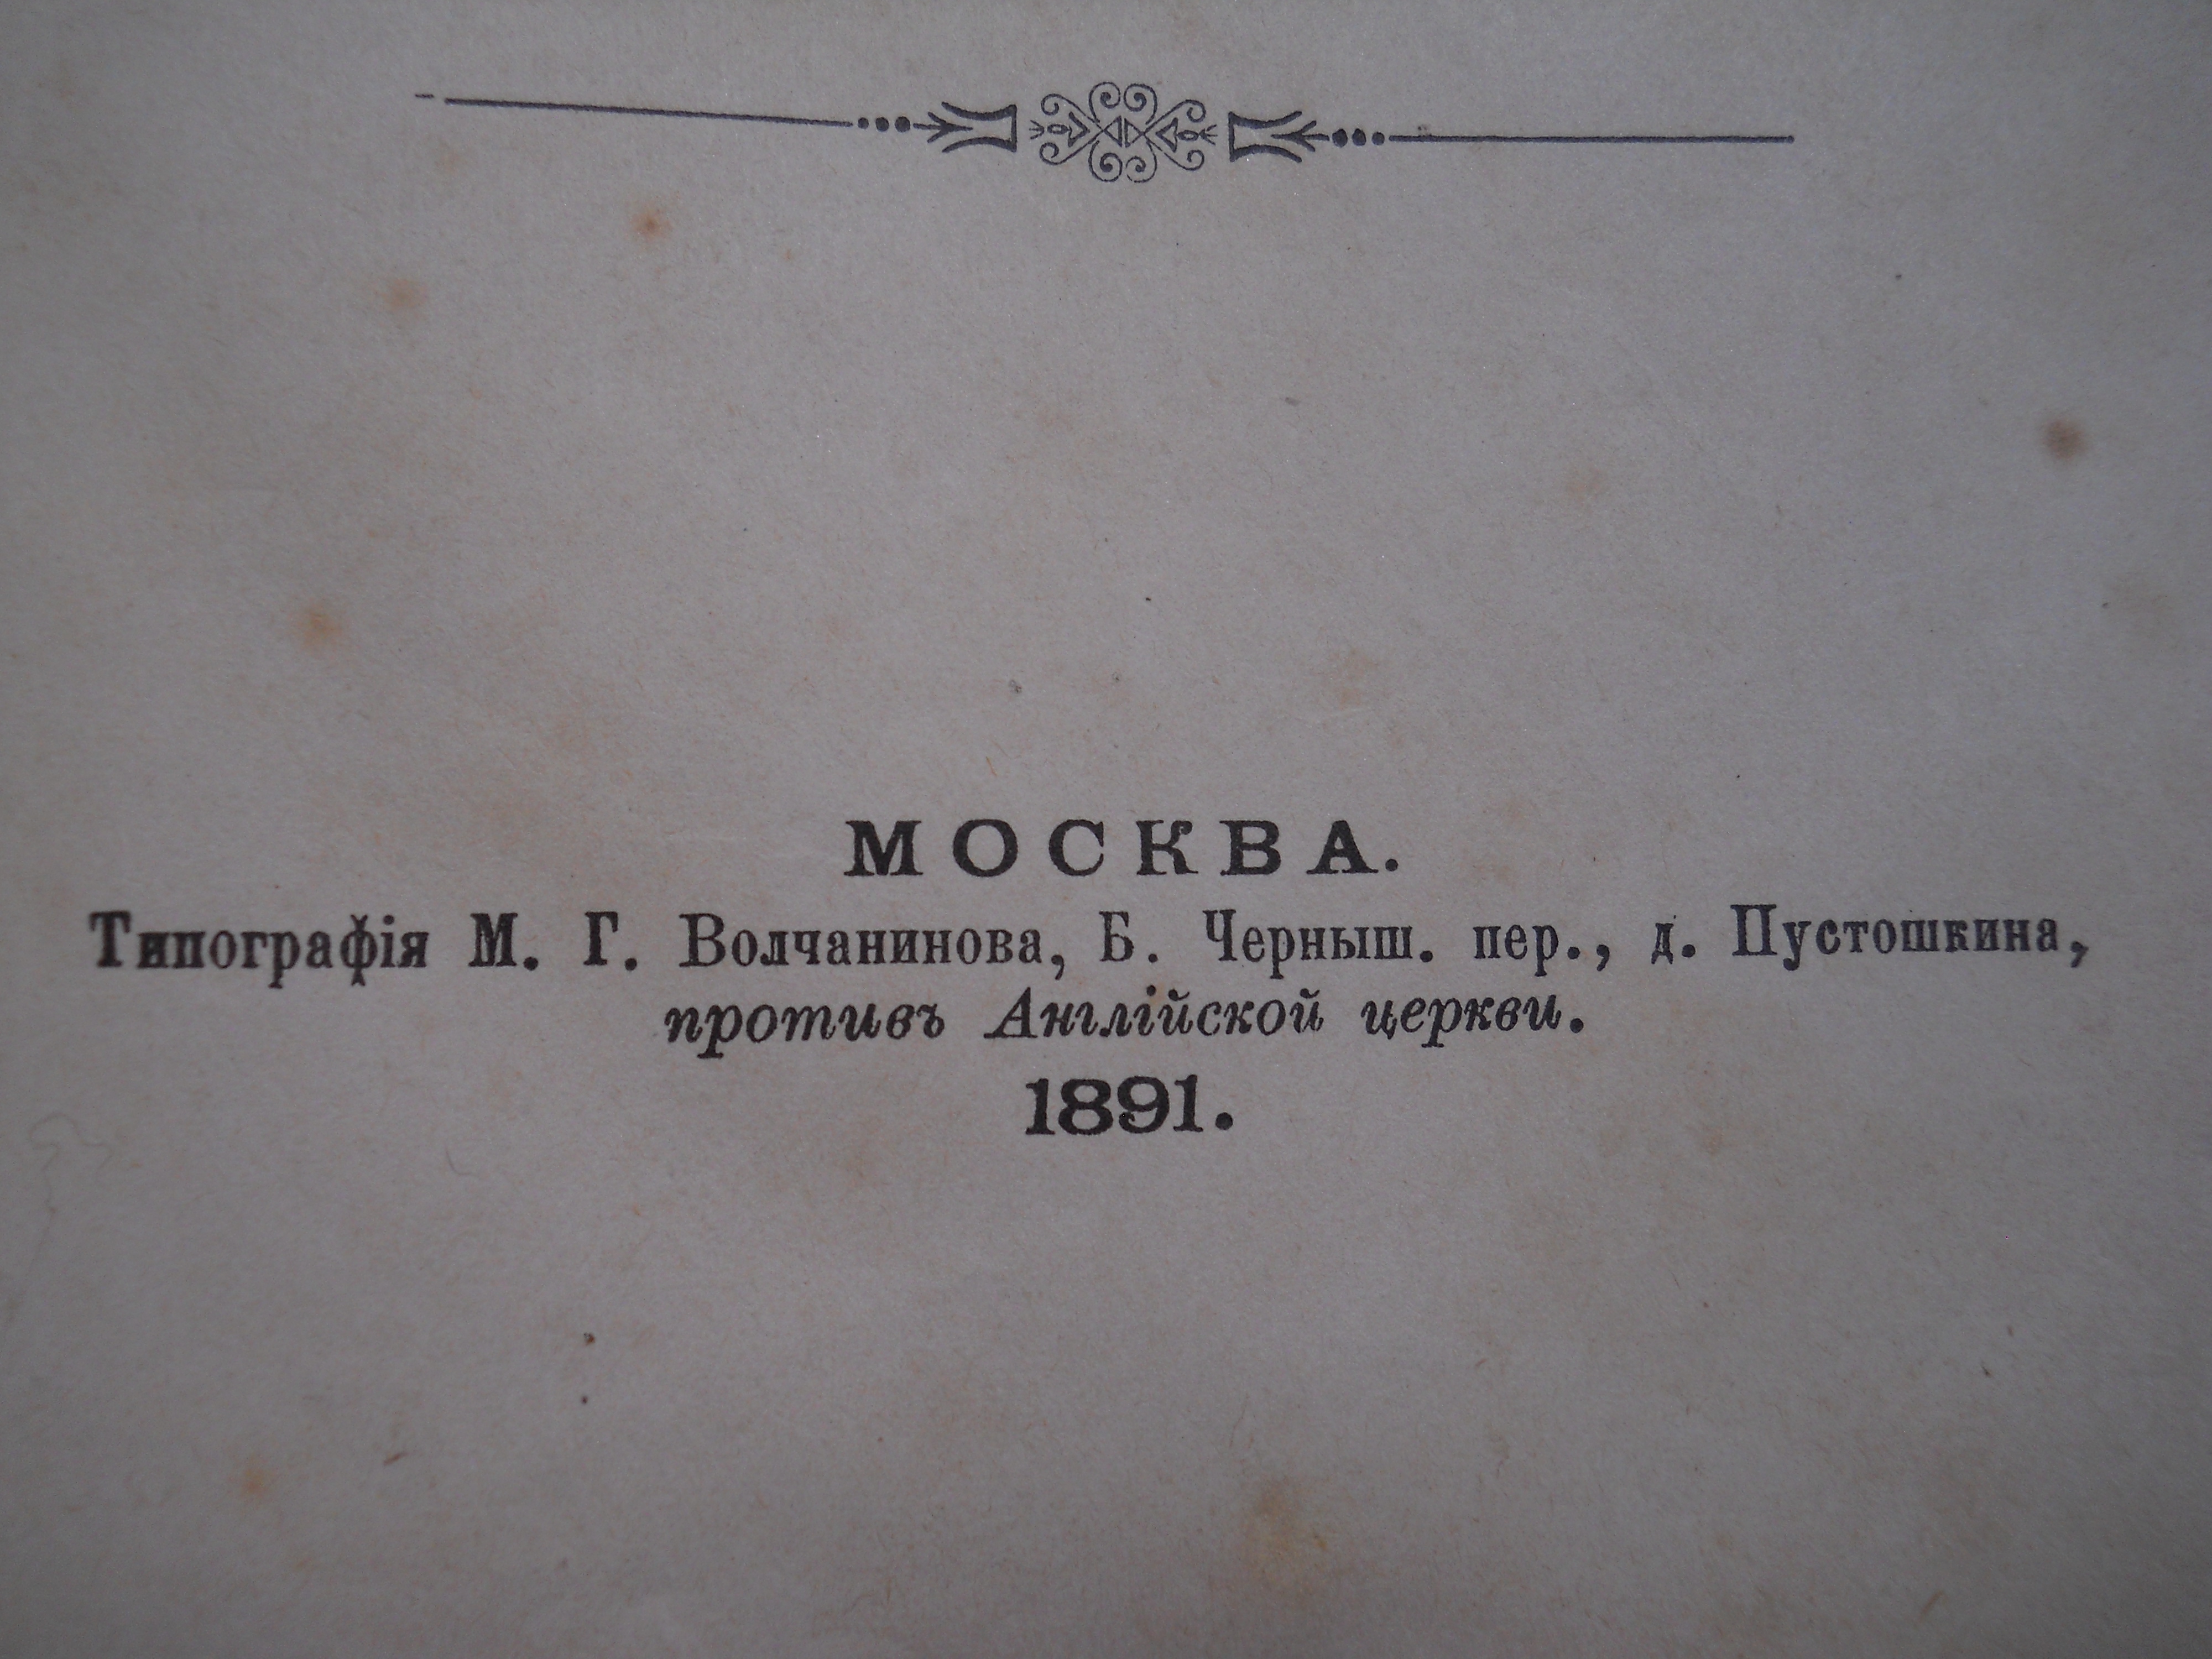 МОСКВА.
Типографія М. Г. Волчанинова, Б. Черныш. пер., д. Пустошкина,
противъ Англійской церкви.
1891.